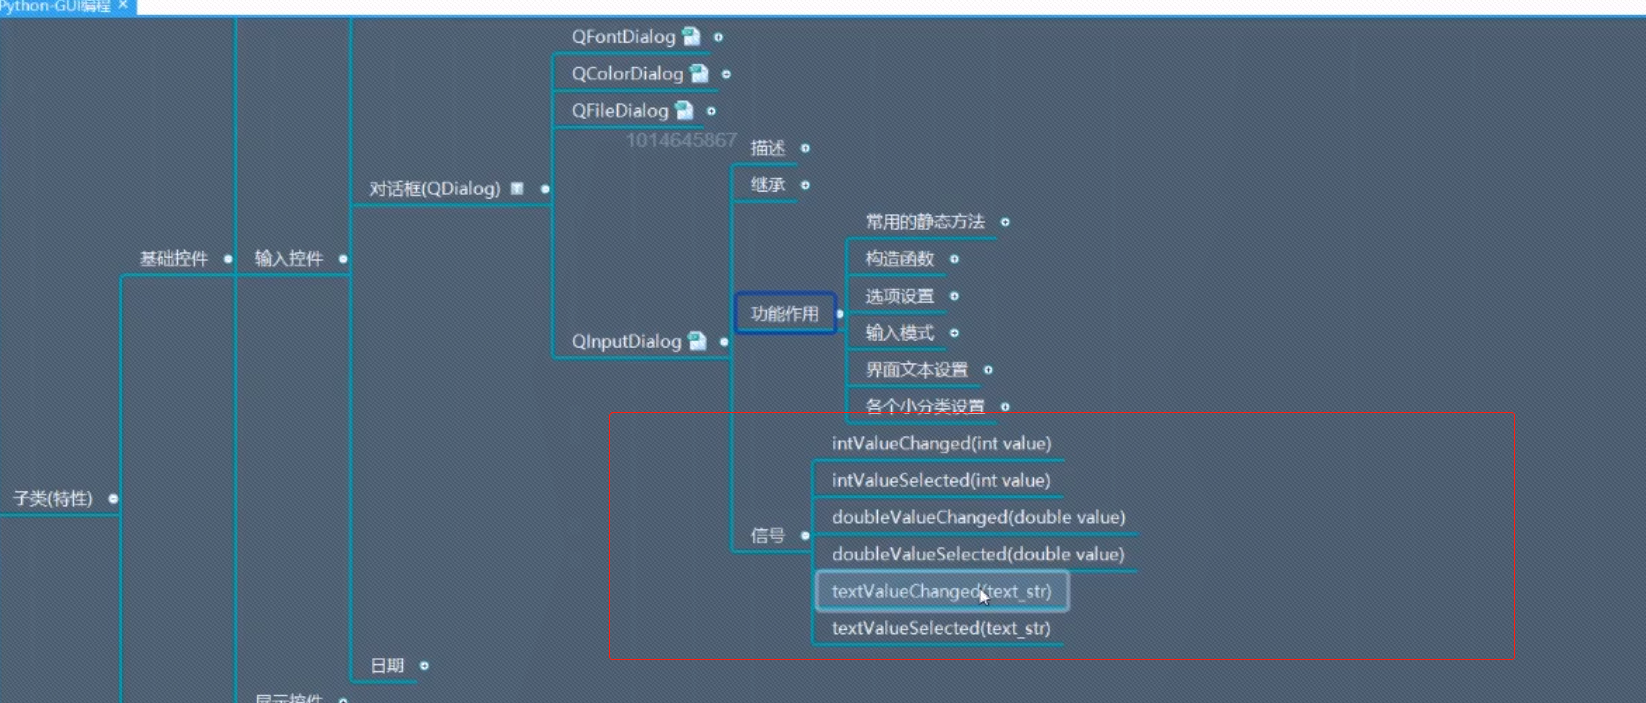 Python-GUI编程
QFontDialog
QColorDialog
QFileDialog
1014645867
描述
对话框(QDialog)
继承
常用的静态方法
基础控件
输入控件
构造函数
选项设置
功能作用
输入模式
QInputDialog
界面文本设置
各个小分类设置
intValueChanged(int value)
intValueSelected(int value)
子类(特性)
doubleValueChanged(double value)
信号
doubleValueSelected(double value)
textValueChanged(text_str)
textValueSelected(text_str)
日期
展示控件